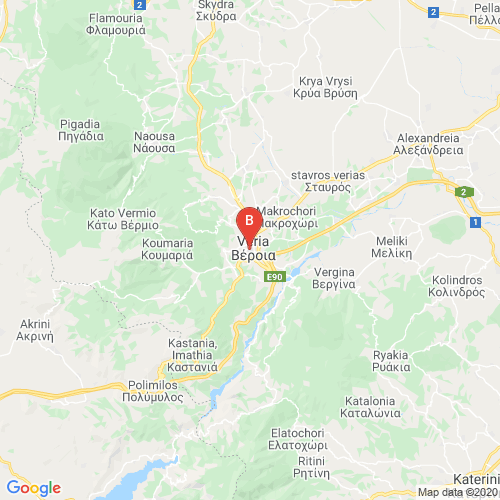 Skydra
Σκύδρα
2
2
Pella
Πέλλα
Flamouria
Φλαμουριά
Krya Vrysi
Κρύα Βρύση
Pigadia
Πηγάδια
Naousa
Νάουσα
Alexandreia
Αλεξάνδρεια
stavros verias
Σταυρός
2
Kato Vermio
Κάτω Βέρμιο
B
Makrochori
Μακροχώρι
1
Koumaria
Κουμαριά
Veria
Βέροια
Meliki
Μελίκη
E90
Vergina
Βεργίνα
Kolindros
Κολινδρός
Akrini
Ακρινή
Kastania,
Imathia
Καστανιά
Ryakia
Ρυάκια
Polimilos
Πολύμυλος
Katalonia
Καταλόνια
Elatochori
Ελατοχώρι
Ritini
Ρητίνη
Katerini
Google
Map data ©2020